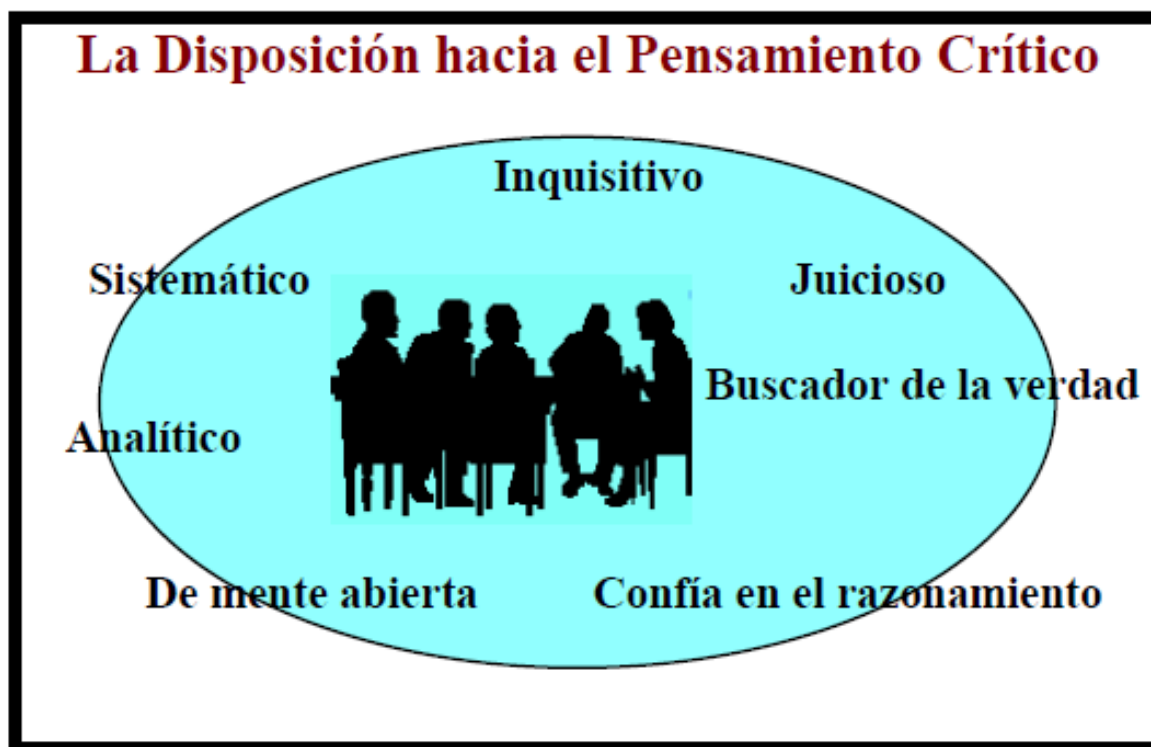 La Disposición hacia el Pensamiento Crítico
Inquisitivo
Sistemático
Juicioso
Buscador de la verdad
Analítico
De mente abierta
Confía en el razonamiento